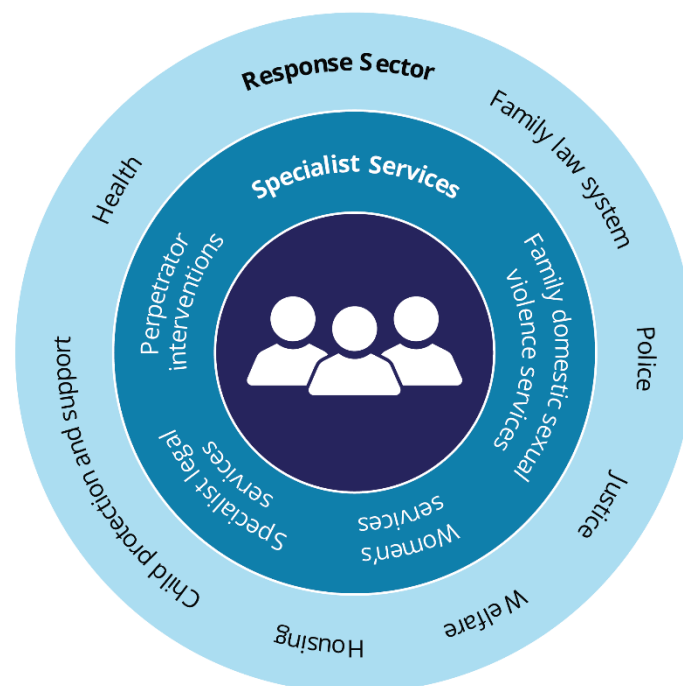 Response Sector
Family law system
Police
Justice
Welfare
Housing
Child protection and support
Health
Specialist Services
Family domestic sexual
violence services
Women's
services
Specialist legal
services
Perpetrator
interventions